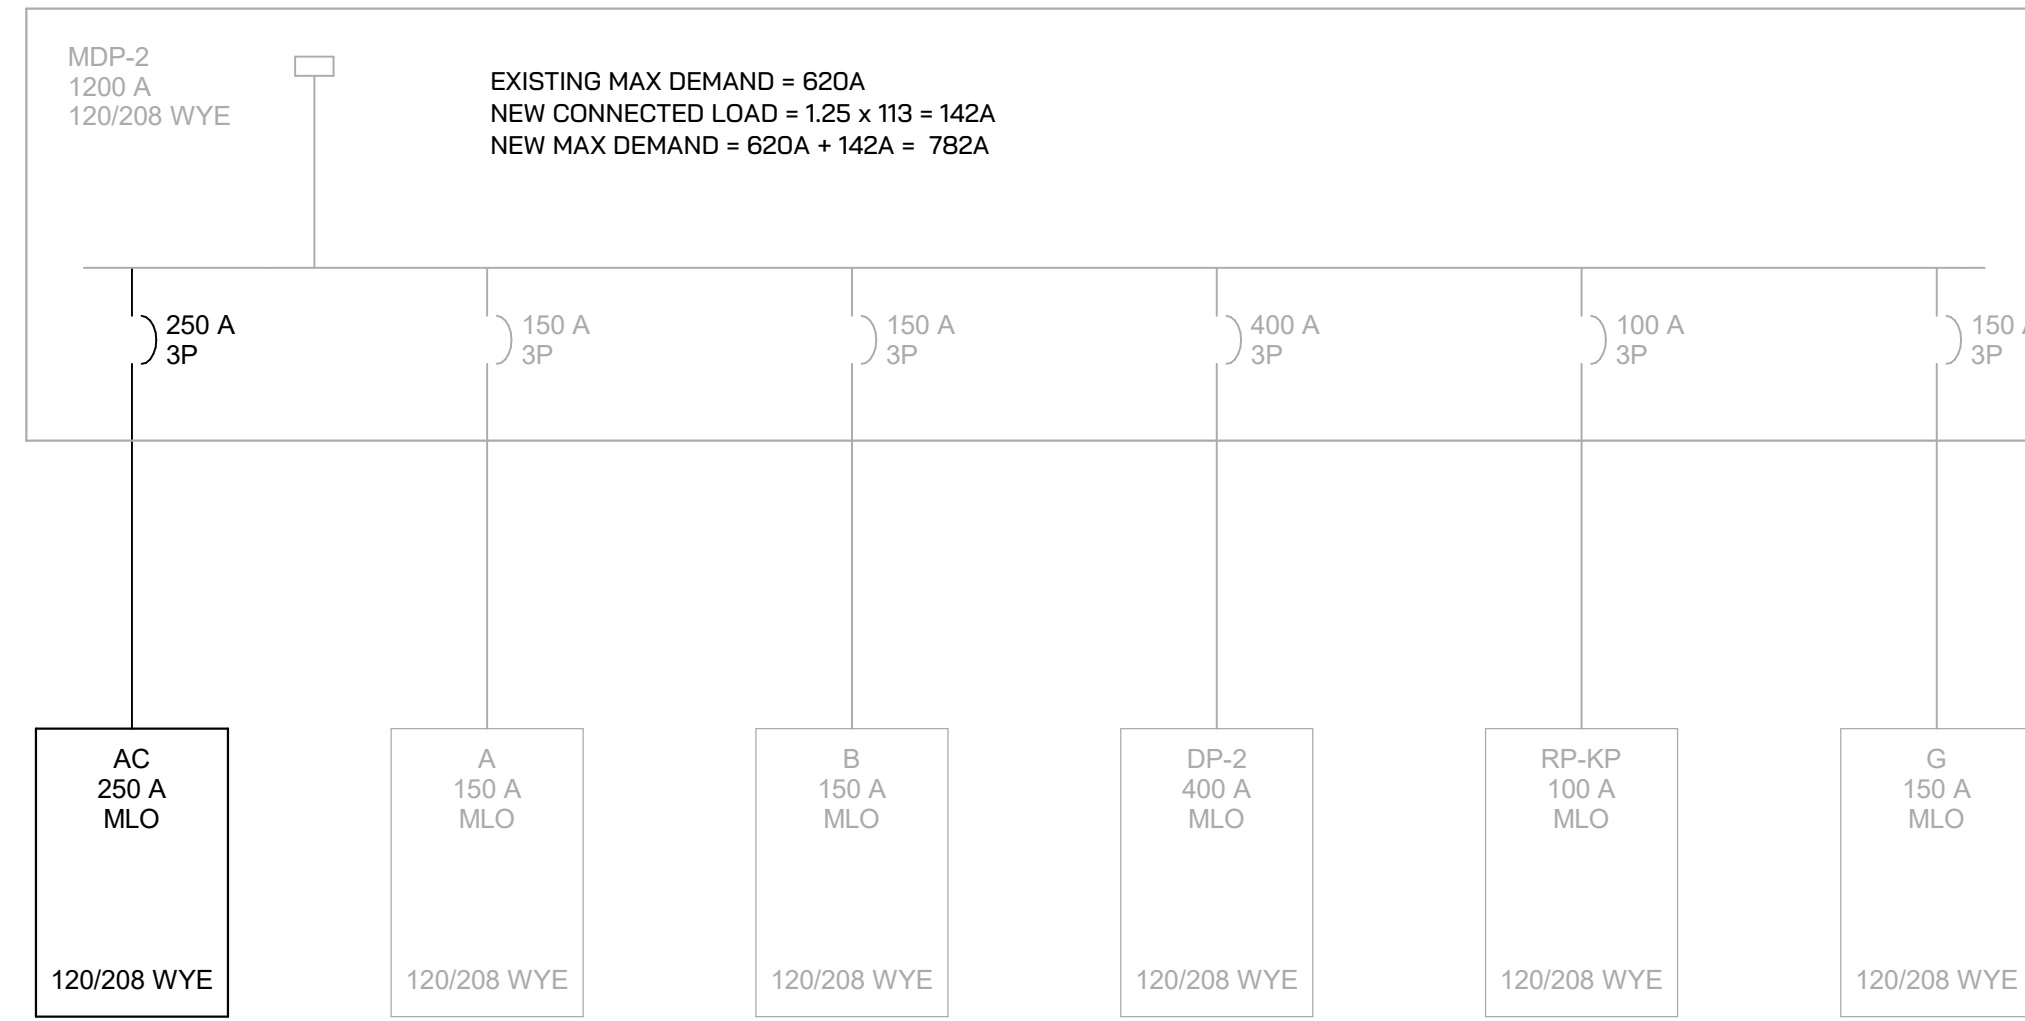 MDP-2
1200 A
120/208 WYE
EXISTING MAX DEMAND = 620A
NEW CONNECTED LOAD = 1.25 x 113 = 142A
NEW MAX DEMAND = 620A + 142A = 782A
250 A
3P
150 A
3P
150 A
3P
400 A
3P
100 A
3P
150 A
3P
AC
250 A
MLO
120/208 WYE
A
150 A
MLO
120/208 WYE
B
150 A
MLO
120/208 WYE
DP-2
400 A
MLO
120/208 WYE
RP-KP
100 A
MLO
120/208 WYE
G
150 A
MLO
120/208 WYE